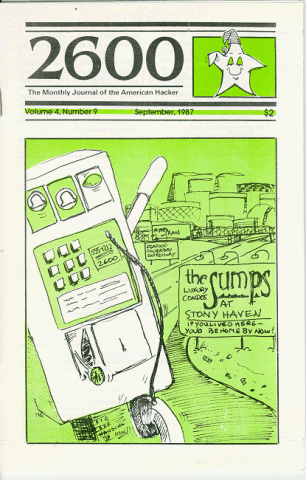 2600
The Monthly Journal of the American Hacker
Volume 4, Number 9
September, 1987
$2
2600
the Sumps
LUXURY
CONDOS
AT
STONY HAVEN
IF YOU LIVED HERE—
YOU'D BE HOME BY NOW!